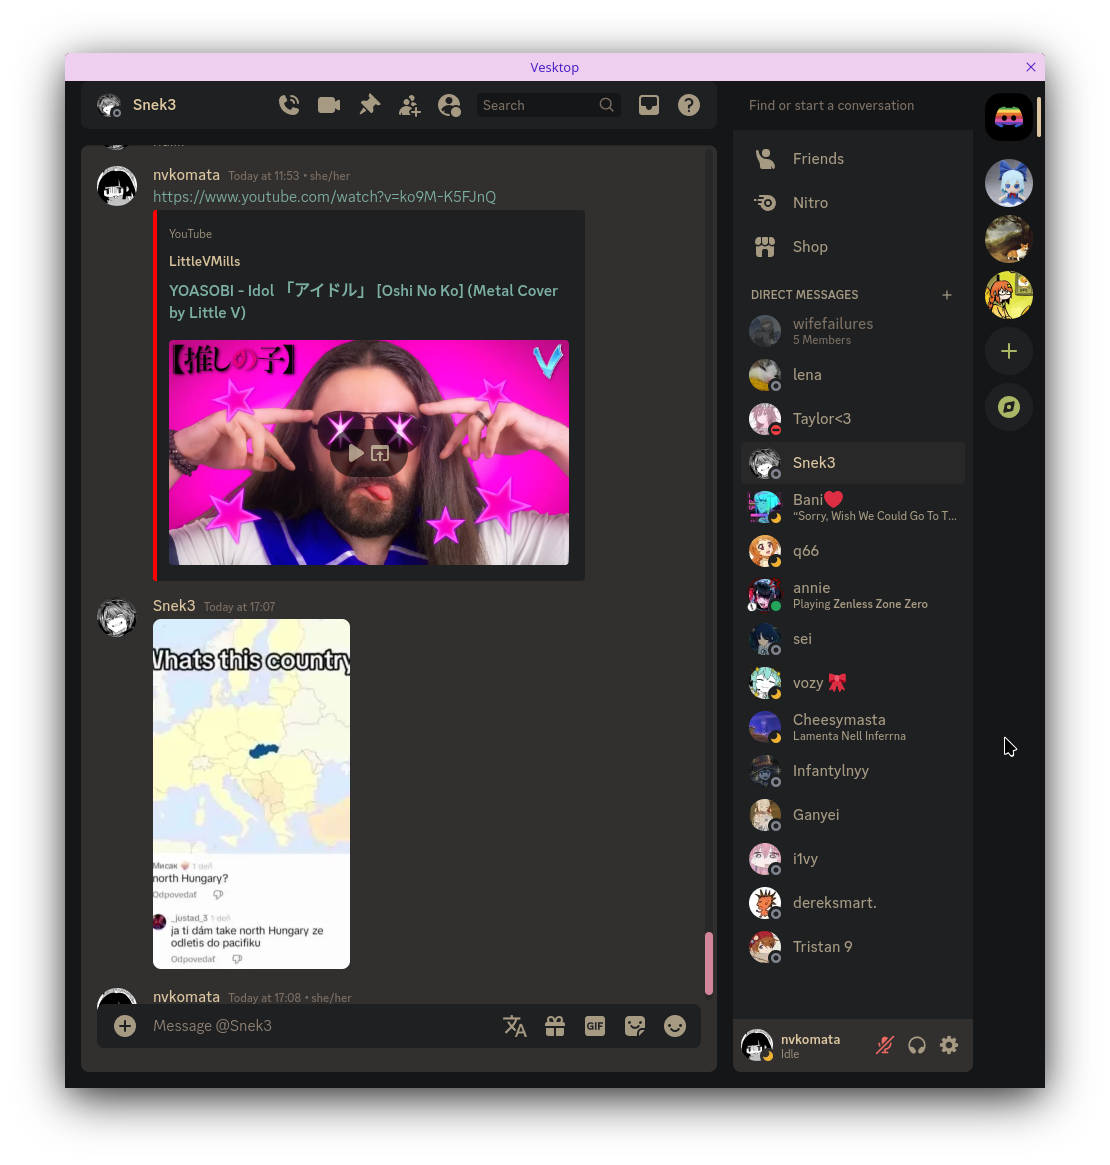 Vesktop
Snek3
Search
nvkomata Today at 11:53 • she/her
https://www.youtube.com/watch?v=ko9M-K5FJnQ
YouTube
LittleVMills
YOASOBI - Idol 「アイドル」 [Oshi No Ko] (Metal Cover
by Little V)
【推しの子】
Snek3 Today at 17:07
Whats this country
Мисак 1 deň
north Hungary?
Odpovedať
_justad_3 1 deň
ja ti dám take north Hungary ze
odletis do pacifiku
Odpovedať
nvkomata Today at 17:08 • she/her
Message @Snek3
GIF
Find or start a conversation
Friends
Nitro
Shop
DIRECT MESSAGES
wifefailures
5 Members
lena
Taylor<3
Snek3
Bani❤️
“Sorry, Wish We Could Go To T...
q66
annie
Playing Zenless Zone Zero
sei
vozy 🎀
Cheesymasta
Lamenta Nell Inferrna
Infantylnyy
Ganyei
i1vy
dereksmart.
Tristan 9
nvkomata
Idle